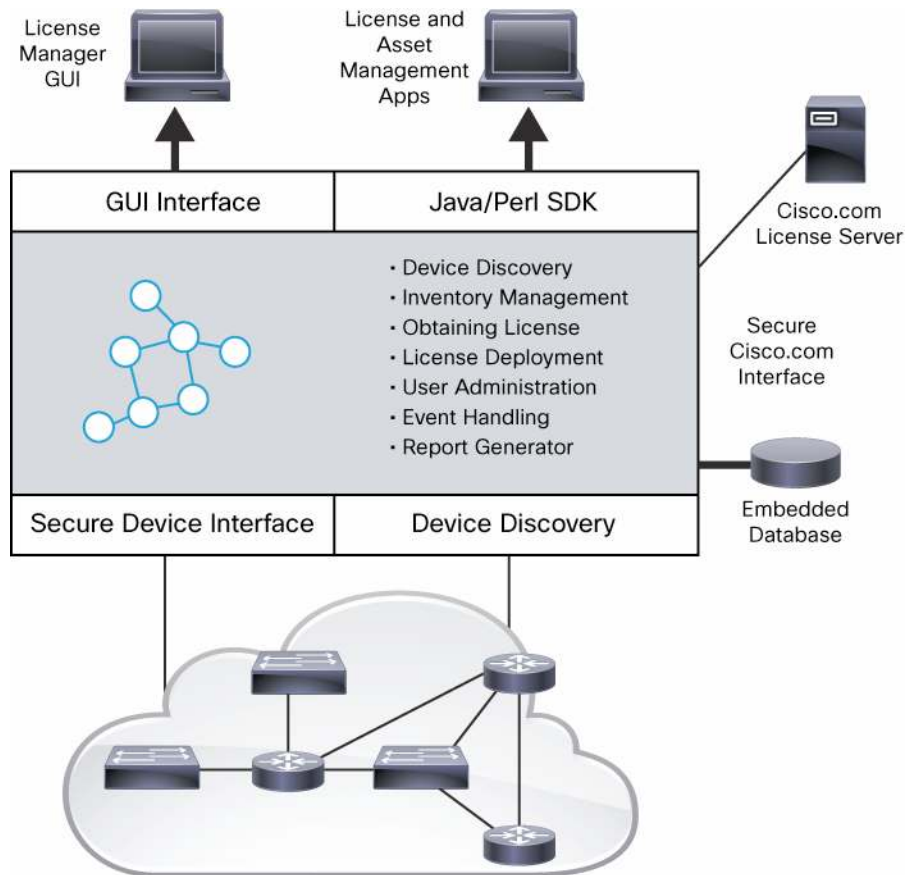 License
Manager
GUI
License and
Asset
Management
Apps
Cisco.com
License Server
GUI Interface
Java/Perl SDK
· Device Discovery
· Inventory Management
· Obtaining License
· License Deployment
· User Administration
· Event Handling
· Report Generator
Secure
Cisco.com
Interface
Embedded
Database
Secure Device Interface
Device Discovery